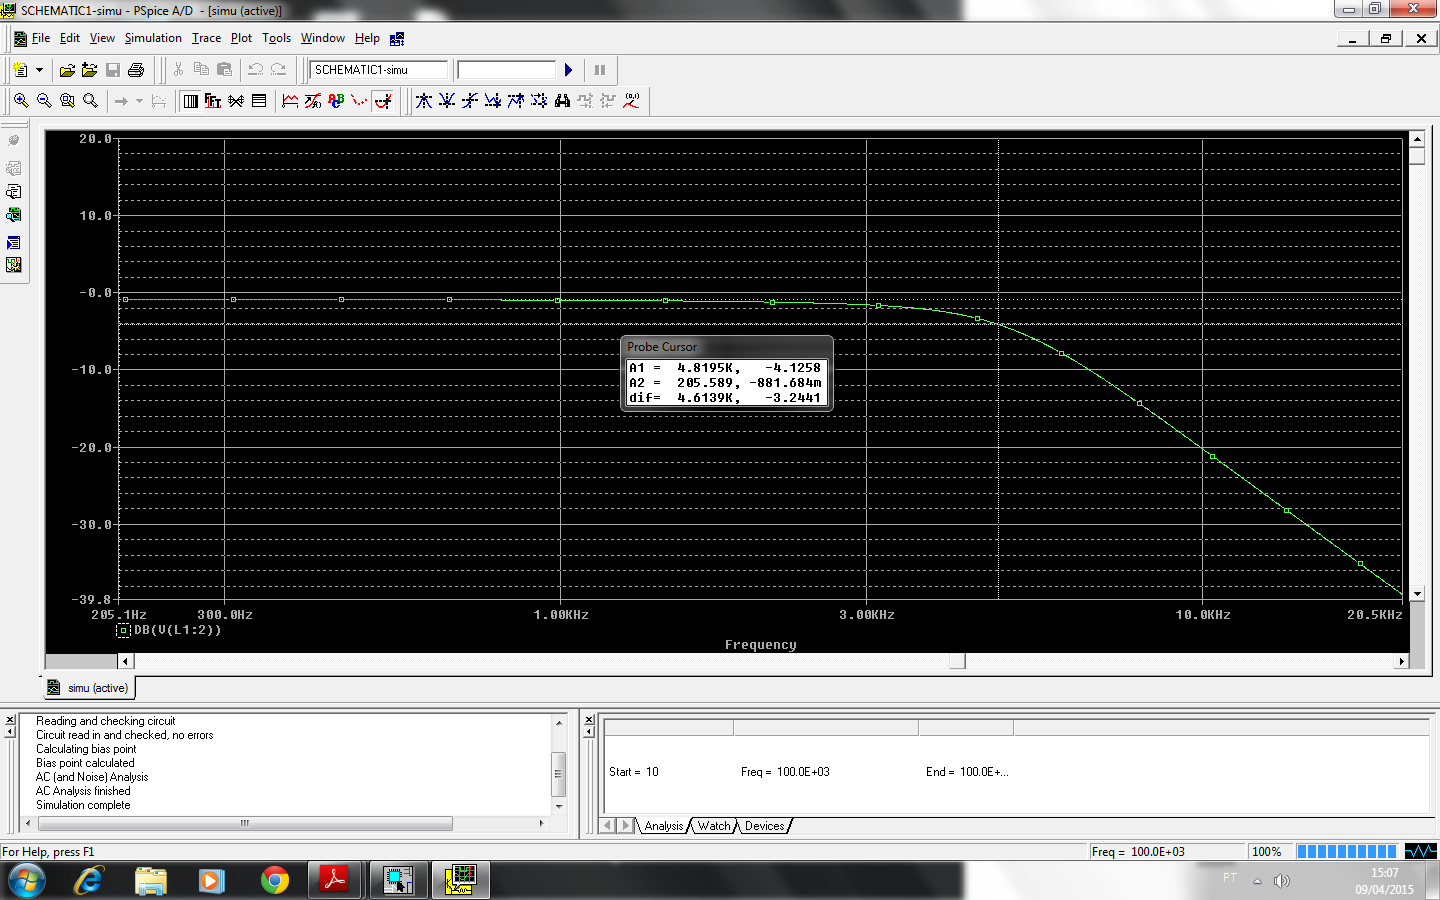 SCHEMATIC1-simu - PSpice A/D - [simu (active)]
File Edit View Simulation Trace Plot Tools Window Help
SCHEMATIC1-simu
20.0
10.0
-0.0
-10.0
-20.0
-30.0
-39.8
Probe Cursor
A1 = 4.8195K, -4.1258
A2 = 205.589, -881.684m
dif= 4.6139K, -3.2441
205.1Hz 300.0Hz 1.00KHz 3.00KHz 10.0KHz 20.5KHz
DB(V(L1:2))
Frequency
simu (active)
Reading and checking circuit
Circuit read in and checked, no errors
Calculating bias point
Bias point calculated
AC (and Noise) Analysis
AC Analysis finished
Simulation complete
Start = 10 Freq = 100.0E+03 End = 100.0E+...
Analysis Watch Devices
For Help, press F1
Freq = 100.0E+03 100%
PT
15:07
09/04/2015